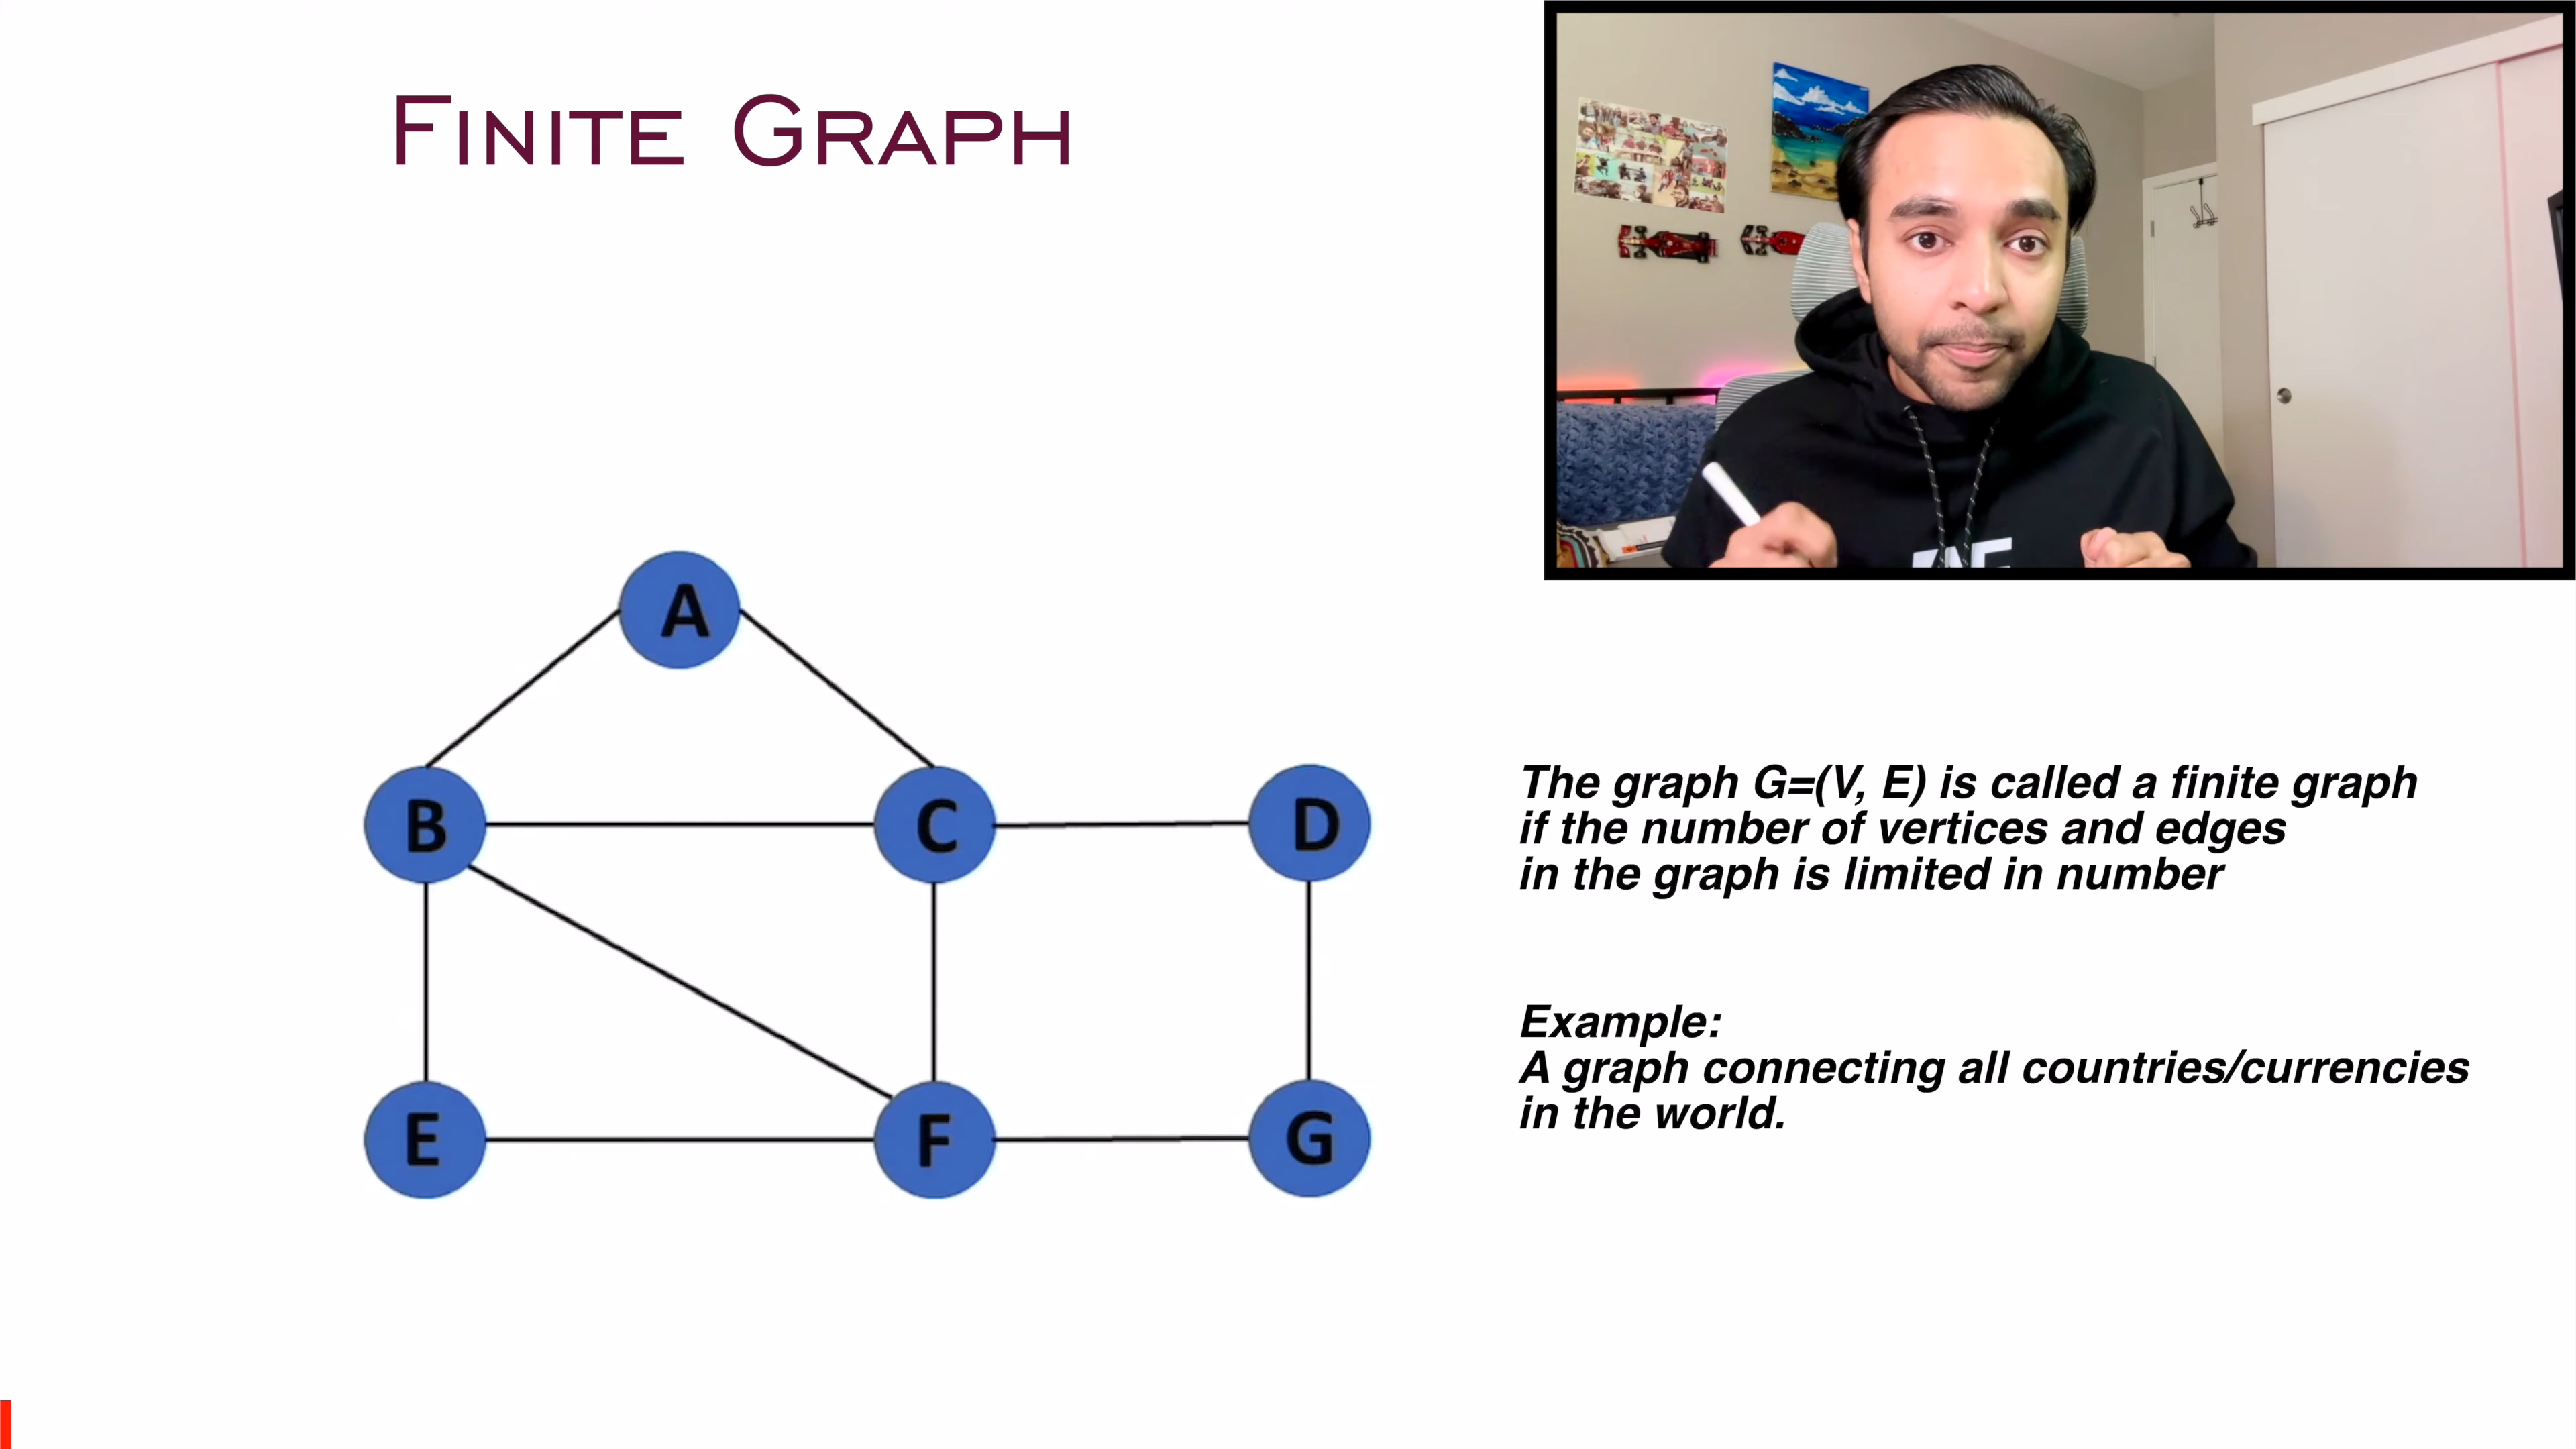 FINITE GRAPH
A
B
C
D
E
F
G
The graph G=(V, E) is called a finite graph
if the number of vertices and edges
in the graph is limited in number
Example:
A graph connecting all countries/currencies
in the world.